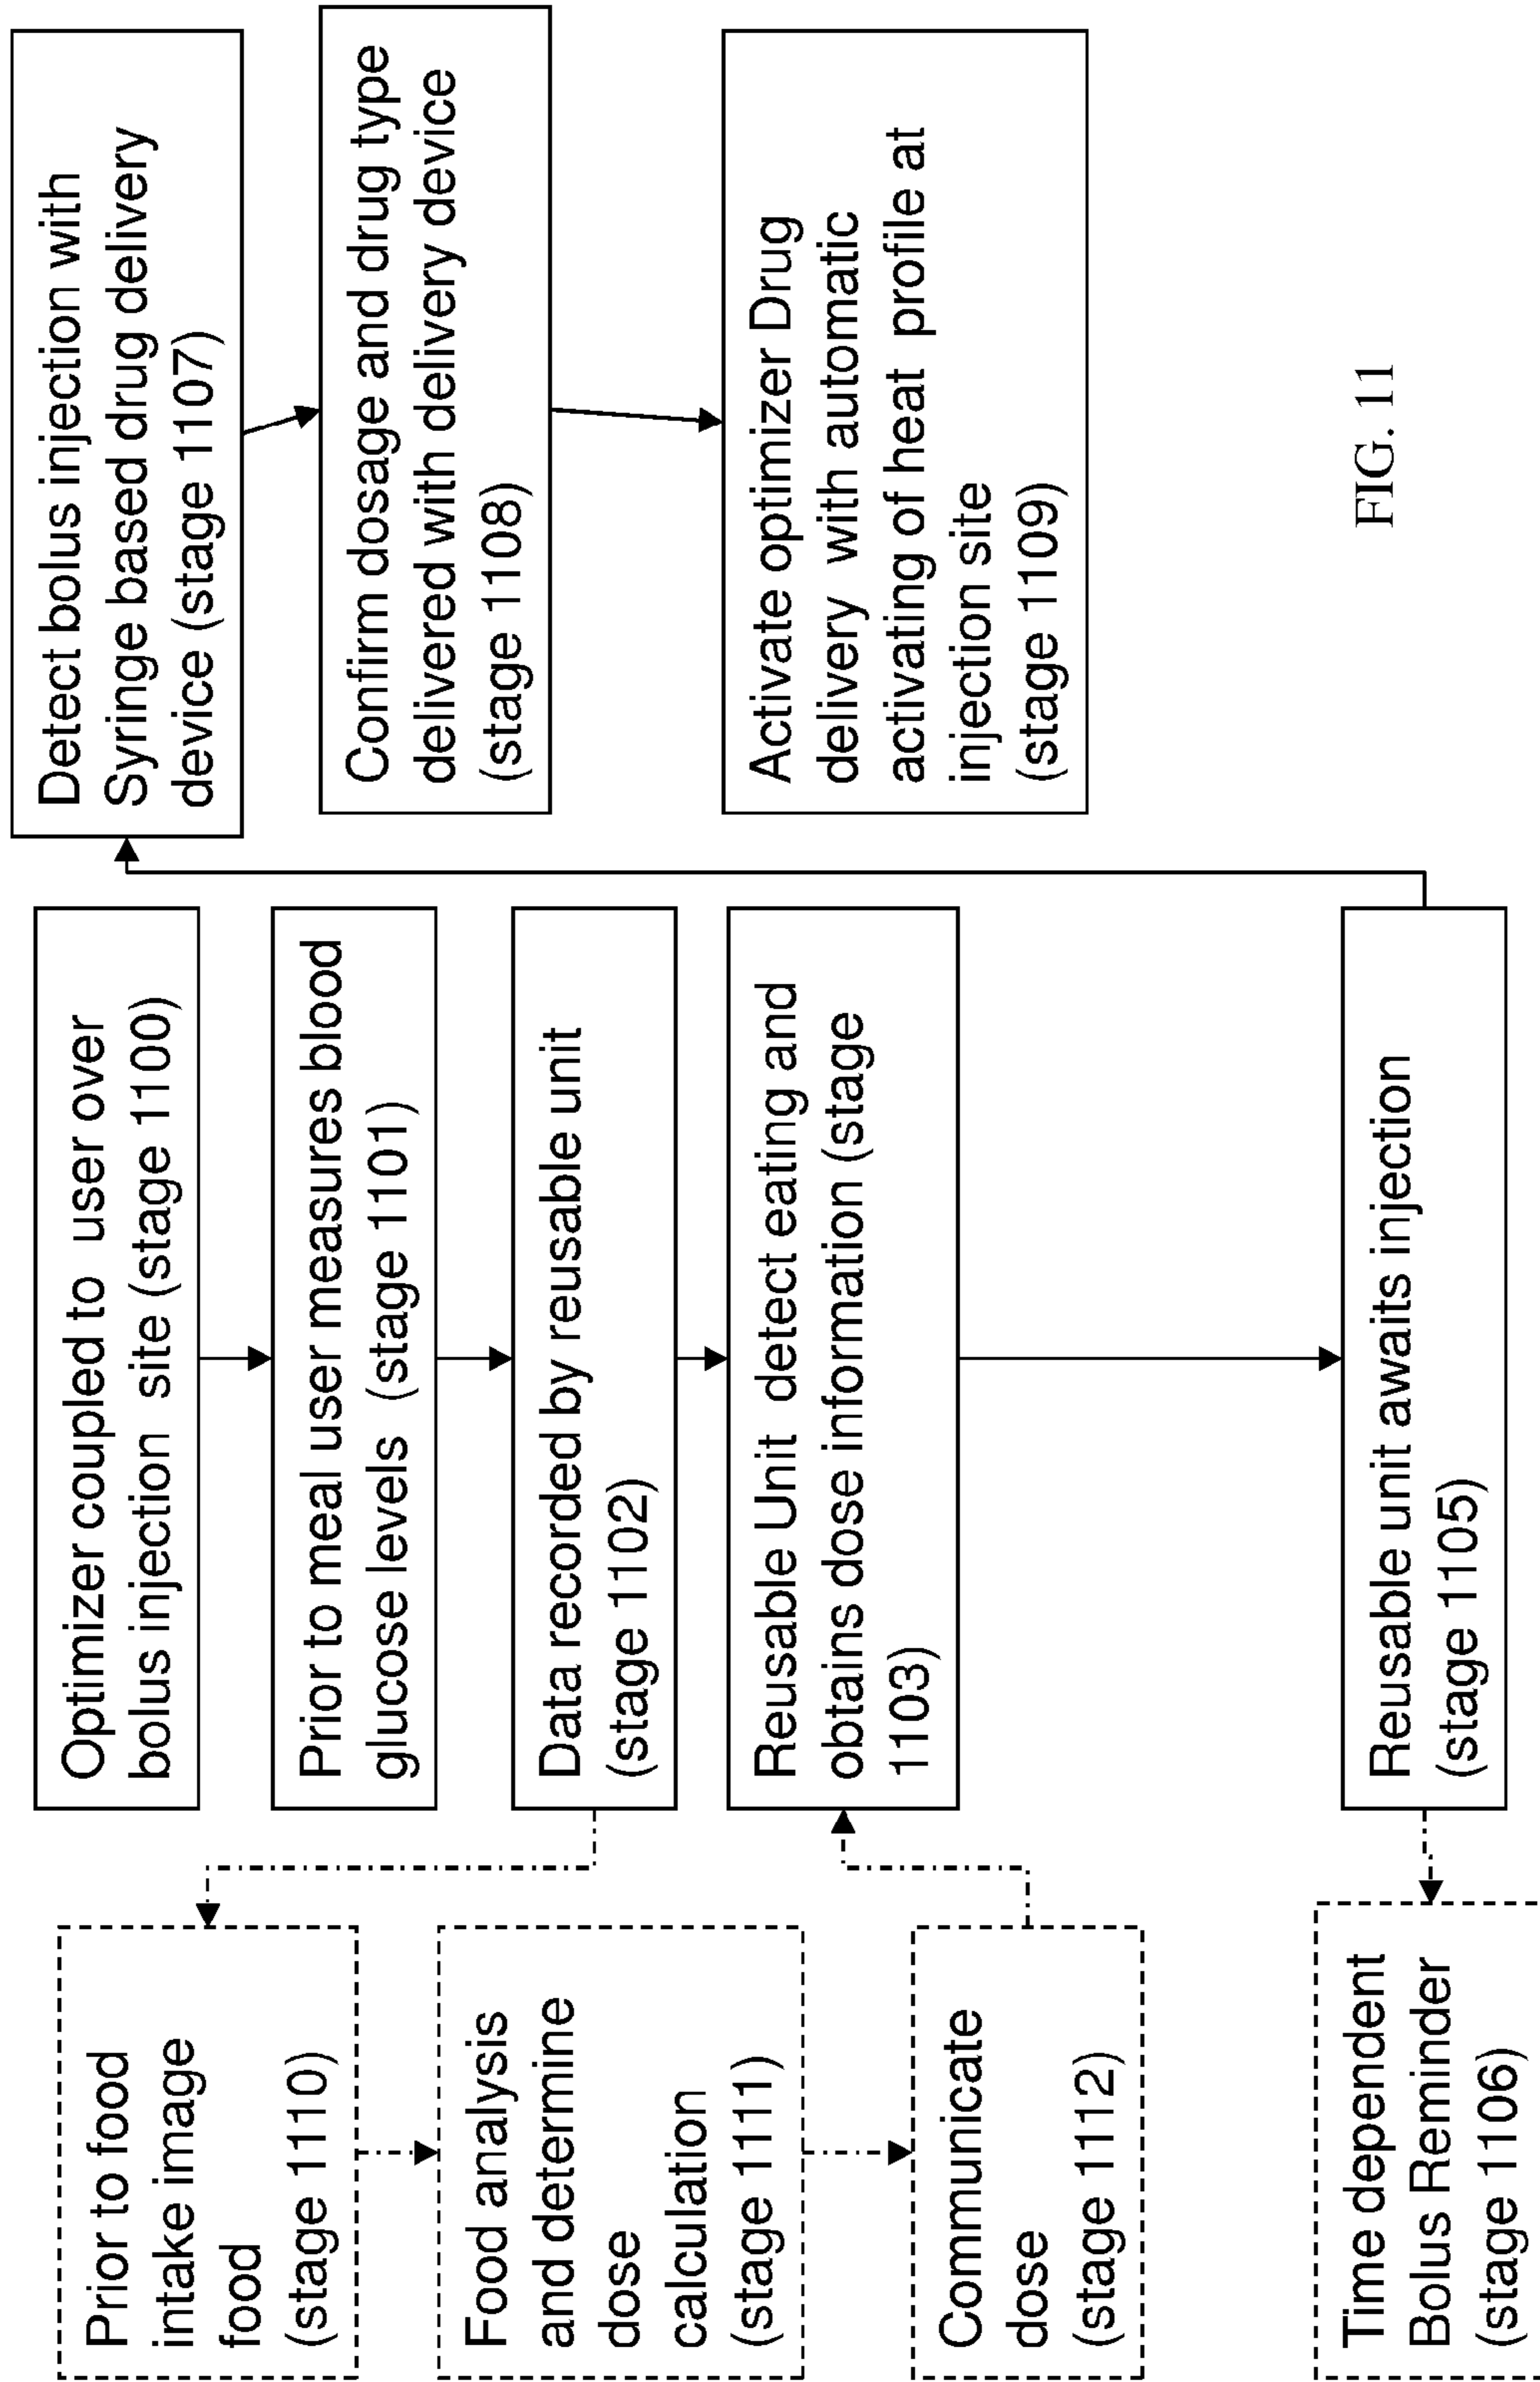 Prior to food
intake image
food
(stage 1110)
Food analysis
and determine
dose
calculation
(stage 1111)
Communicate
dose
(stage 1112)
Time dependent
Bolus Reminder
(stage 1106)
Optimizer coupled to user over
bolus injection site (stage 1100)
Prior to meal user measures blood
glucose levels (stage 1101)
Data recorded by reusable unit
(stage 1102)
Reusable Unit detect eating and
obtains dose information (stage
1103)
Reusable unit awaits injection
(stage 1105)
Detect bolus injection with
Syringe based drug delivery
device (stage 1107)
Confirm dosage and drug type
delivered with delivery device
(stage 1108)
Activate optimizer Drug
delivery with automatic
activating of heat profile at
injection site
(stage 1109)
FIG. 11